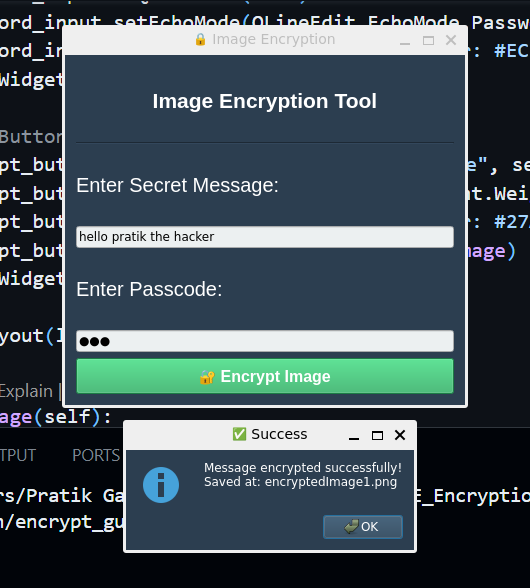 ord_input.setEchoMode(QLineEdit.EchoMode.Passw
ord_in
r: #EC
Widget
🔒 Image Encryption
Image Encryption Tool
Button
pt_but
e", se
pt_but
nt.Wei
pt_but
r: #27
pt_but
mage)
Widget
Enter Secret Message:
hello pratik the hacker
Enter Passcode:
●●●
🔐 Encrypt Image
yout(l
Explain |
age(self):
TPUT PORTS
✅ Success
Message encrypted successfully!
Saved at: encryptedImage1.png
OK
rs/Pratik Ga
E_Encryptio
n/encrypt_gu